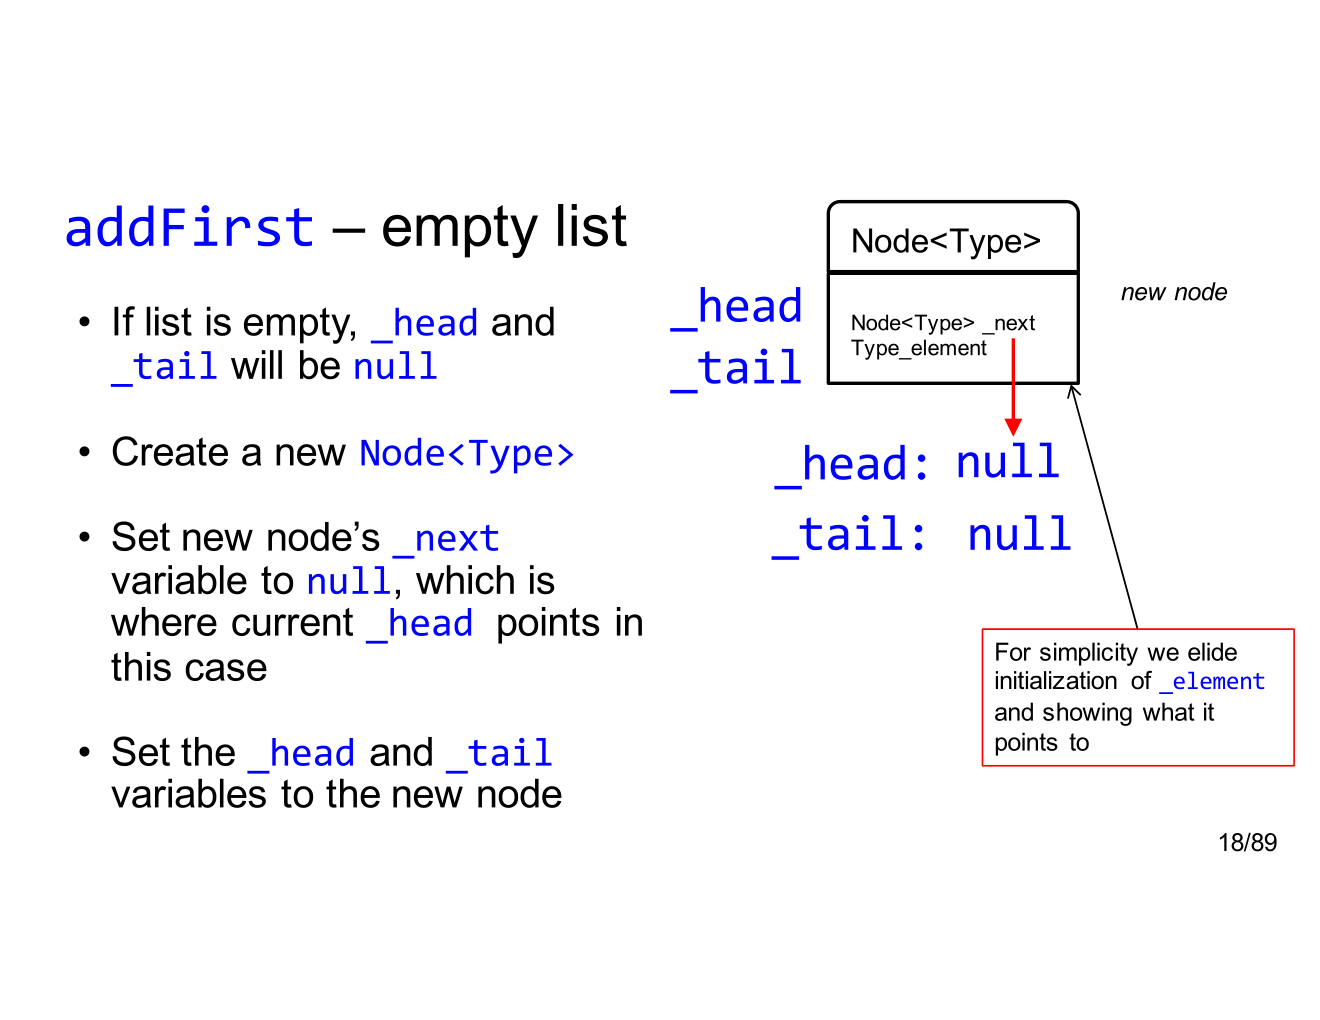 addFirst – empty list
• If list is empty, _head and
_tail will be null
• Create a new Node<Type>
• Set new node’s _next
variable to null, which is
where current _head points in
this case
• Set the _head and _tail
variables to the new node
Node<Type>
new node
_head
_tail
Node<Type> _next
Type_element
_head: null
_tail: null
For simplicity we elide
initialization of _element
and showing what it
points to
18/89